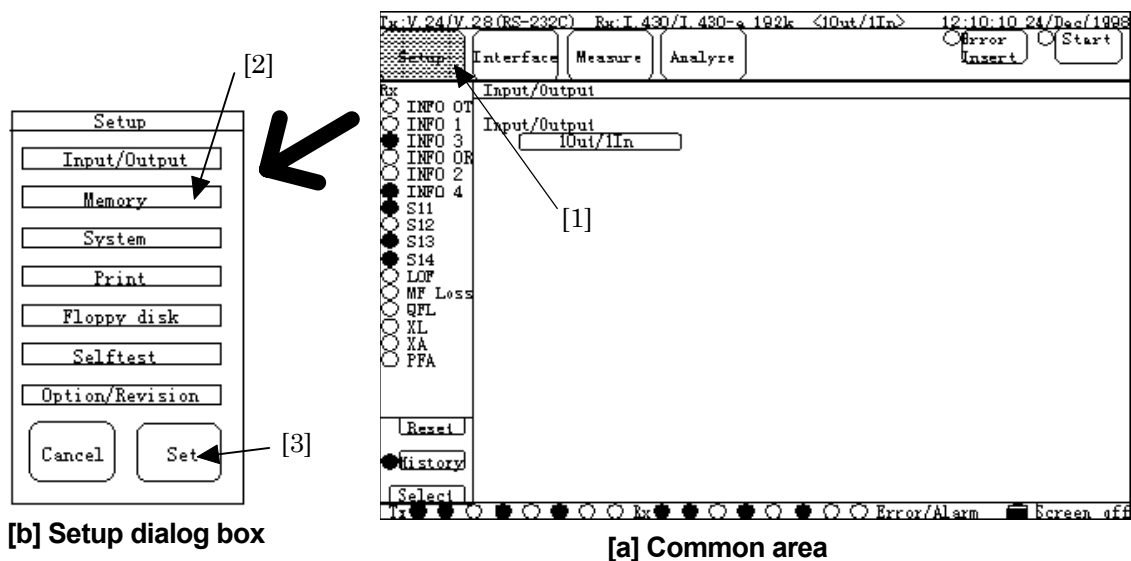 [2]
Setup
Input/Output
Memory
System
Print
Floppy disk
Selftest
Option/Revision
Cancel Set
[3]
[b] Setup dialog box
Tx:V.24/V.28(RS-232C) Rx:I.430/I.430-a 192k <1Out/1In> 12:10:10 24/Dec/1998
Setup Interface Measure Analyze Error Insert Start
Rx Input/Output
INFO OT
INFO 1 Input/Output
INFO 3 1Out/1In
INFO OR
INFO 2
INFO 4
S11 [1]
S12
S13
S14
LOF
MF Loss
QFL
XL
XA
PFA
Reset
History
Select
Tx Rx Error/Alarm Screen off
[a] Common area